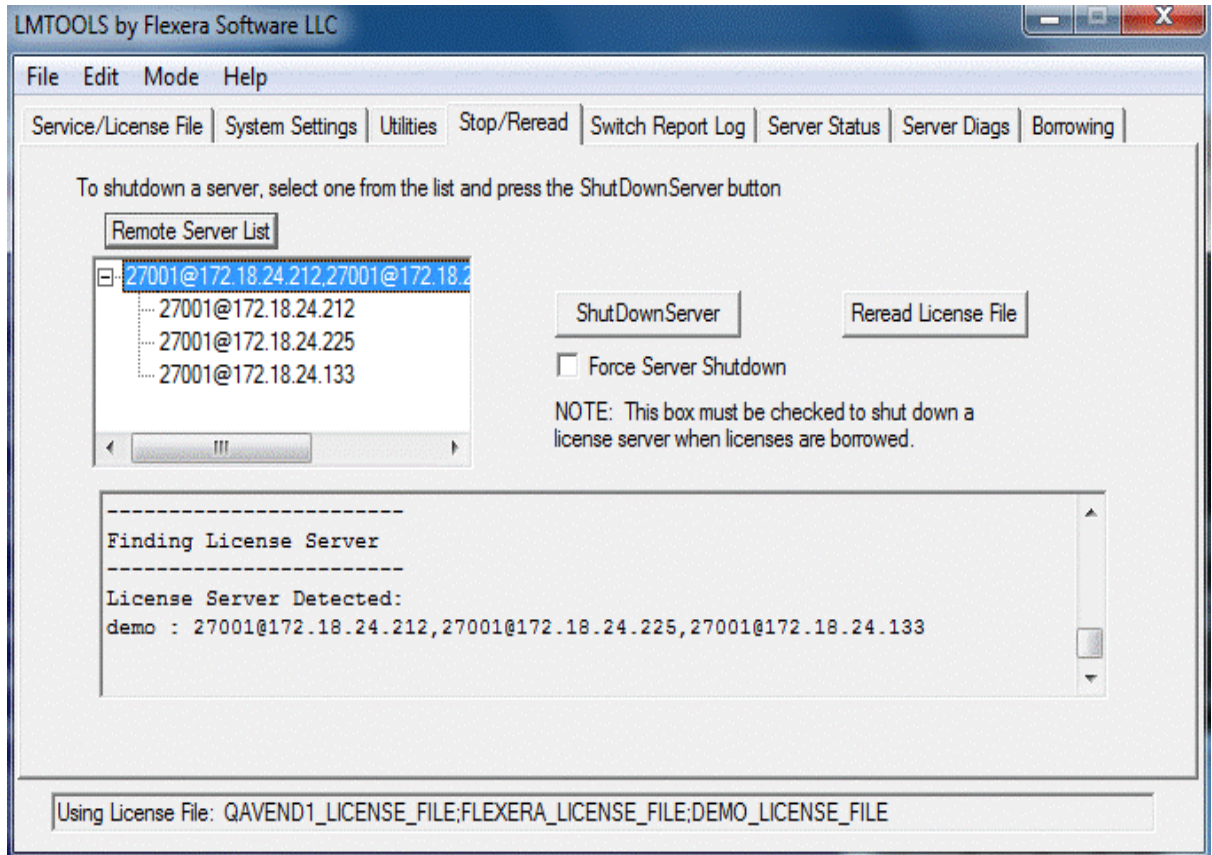 LMTOOLS by Flexera Software LLC
File Edit Mode Help
Service/License File System Settings Utilities Stop/Reread Switch Report Log Server Status Server Diags Borrowing
To shutdown a server, select one from the list and press the ShutDownServer button
Remote Server List
27001@172.18.24.212,27001@172.18.2
27001@172.18.24.212
27001@172.18.24.225
27001@172.18.24.133
ShutDownServer
Reread License File
Force Server Shutdown
NOTE: This box must be checked to shut down a
license server when licenses are borrowed.
------------------------
Finding License Server
------------------------
License Server Detected:
demo : 27001@172.18.24.212,27001@172.18.24.225,27001@172.18.24.133
Using License File: QAVEND1_LICENSE_FILE;FLEXERA_LICENSE_FILE;DEMO_LICENSE_FILE